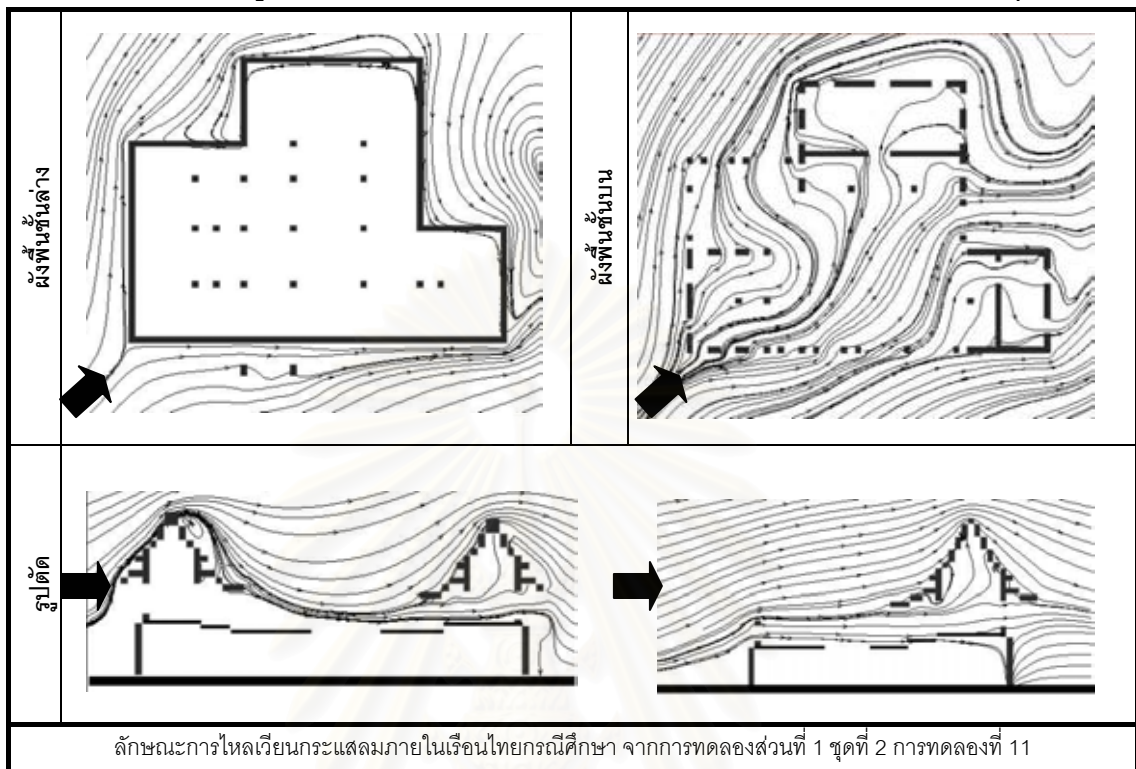 ผังพื้นชั้นล่าง
ผังพื้นชั้นบน
รูปตัด
ลักษณะการไหลเวียนกระแสลมภายในเรือนไทยกรณีศึกษา จากการทดลองส่วนที่ 1 ชุดที่ 2 การทดลองที่ 11